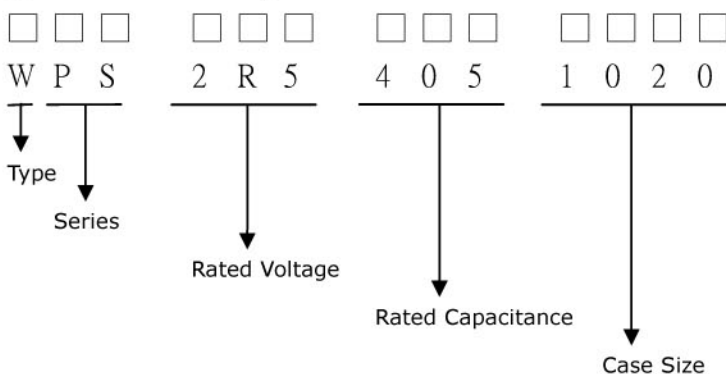 W P S 2 R 5 4 0 5 1 0 2 0
Type
Series
Rated Voltage
Rated Capacitance
Case Size